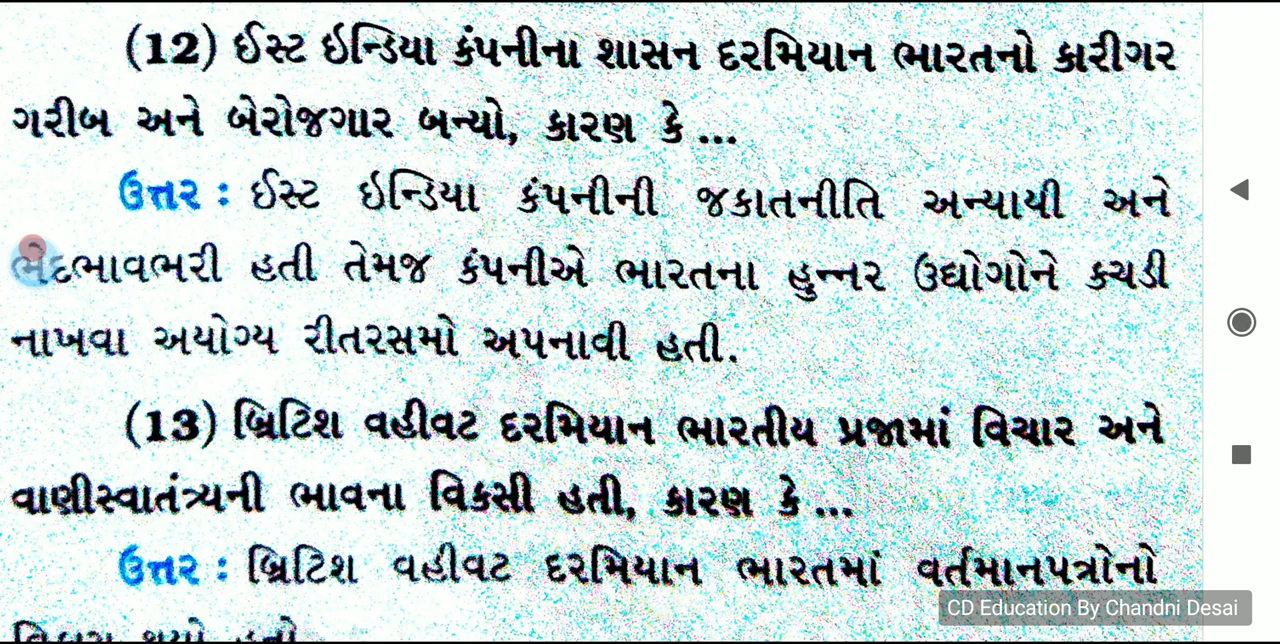 (12) ઈસ્ટ ઇન્ડિયા કંપનીના શાસન દરમિયાન ભારતનો કારીગર
ગરીબ અને બેરોજગાર બન્યો, કારણ કે ...
ઉત્તર : ઈસ્ટ ઇન્ડિયા કંપનીની જકાતનીતિ અન્યાયી અને
ભેદભાવભરી હતી તેમજ કંપનીએ ભારતના હુન્નર ઉદ્યોગોને કચડી
નાખવા અયોગ્ય રીતરસમો અપનાવી હતી.
(13) બ્રિટિશ વહીવટ દરમિયાન ભારતીય પ્રજામાં વિચાર અને
વાણીસ્વાતંત્ર્યની ભાવના વિકસી હતી, કારણ કે ...
ઉત્તર : બ્રિટિશ વહીવટ દરમિયાન ભારતમાં વર્તમાનપત્રોનો
CD Education By Chandni Desai
થયો હતો